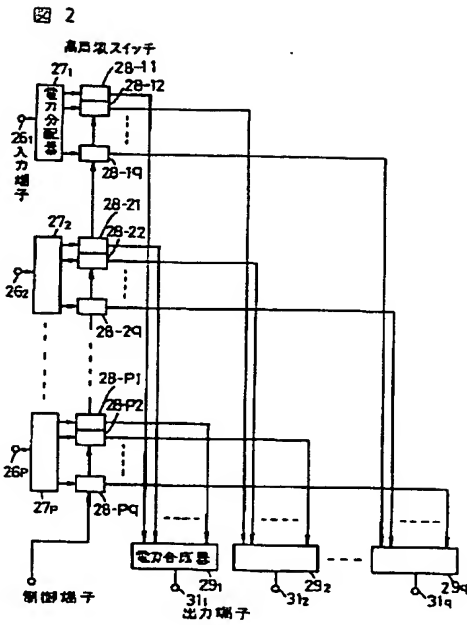 図 2
高周波スイッチ
27₁
28-11
28-12
電力分配器
26₁
入力端子
28-1q
27₂
28-21
28-22
26₂
28-2q
28-P1
28-P2
26P
27P
28-Pq
制御端子
電力合成器
29₁
29₂
29q
31₁
31₂
31q
出力端子